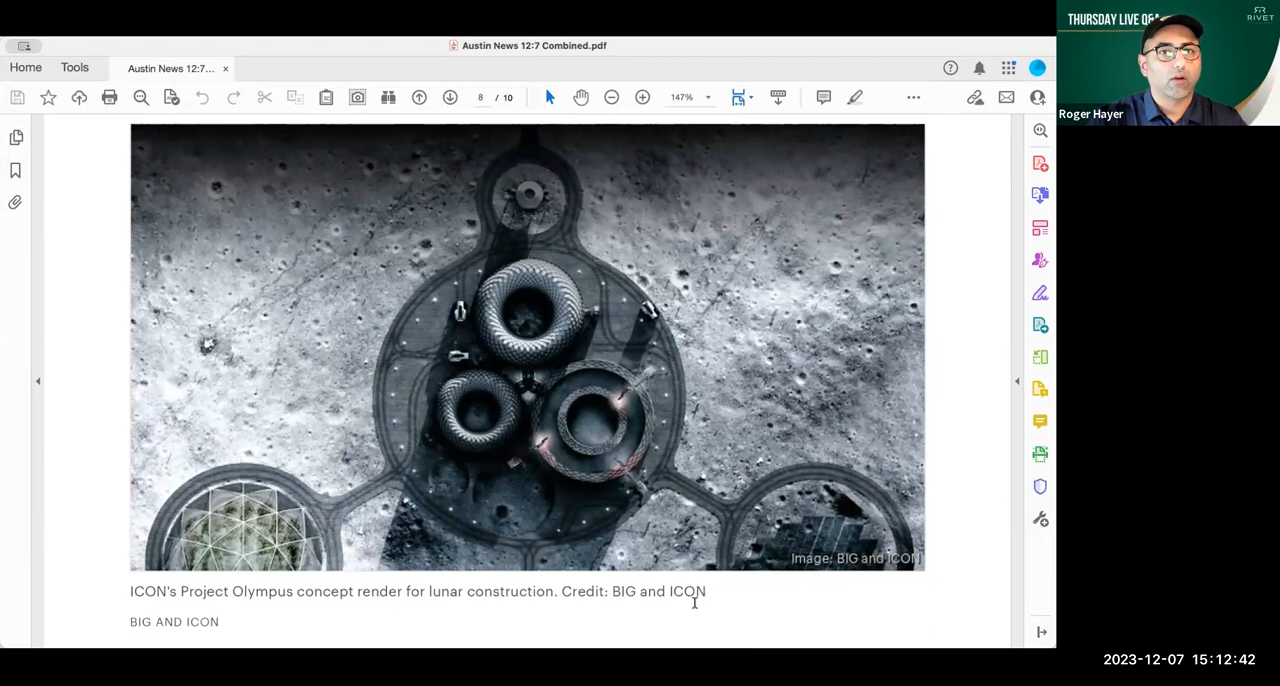 Austin News 12:7 Combined.pdf
THURSDAY LIVE Q&A
RIVET
Home
Tools
Austin News 12:7... ×
8 / 10
147%
Roger Hayer
Image: BIG and ICON
ICON's Project Olympus concept render for lunar construction. Credit: BIG and ICON
BIG AND ICON
2023-12-07 15:12:42